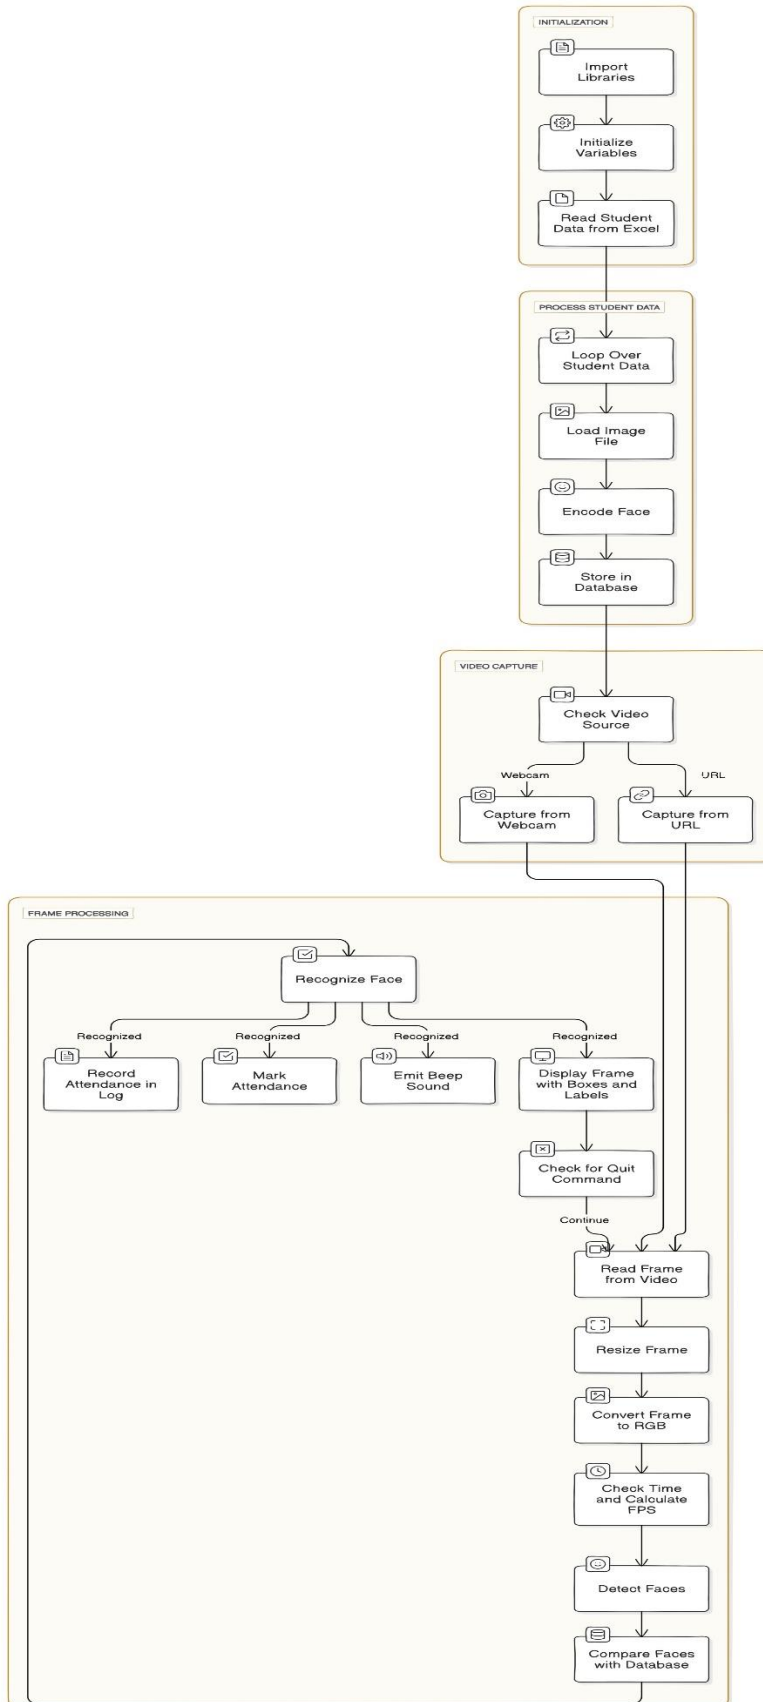 INITIALIZATION
Import
Libraries
Initialize
Variables
Read Student
Data from Excel
PROCESS STUDENT DATA
Loop Over
Student Data
Load Image
File
Encode Face
Store in
Database
VIDEO CAPTURE
Check Video
Source
Webcam
URL
Capture from
Webcam
Capture from
URL
FRAME PROCESSING
Recognize Face
Recognized
Recognized
Recognized
Recognized
Record
Attendance in
Log
Mark
Attendance
Emit Beep
Sound
Display Frame
with Boxes and
Labels
Check for Quit
Command
Continue
Read Frame
from Video
Resize Frame
Convert Frame
to RGB
Check Time
and Calculate
FPS
Detect Faces
Compare Faces
with Database